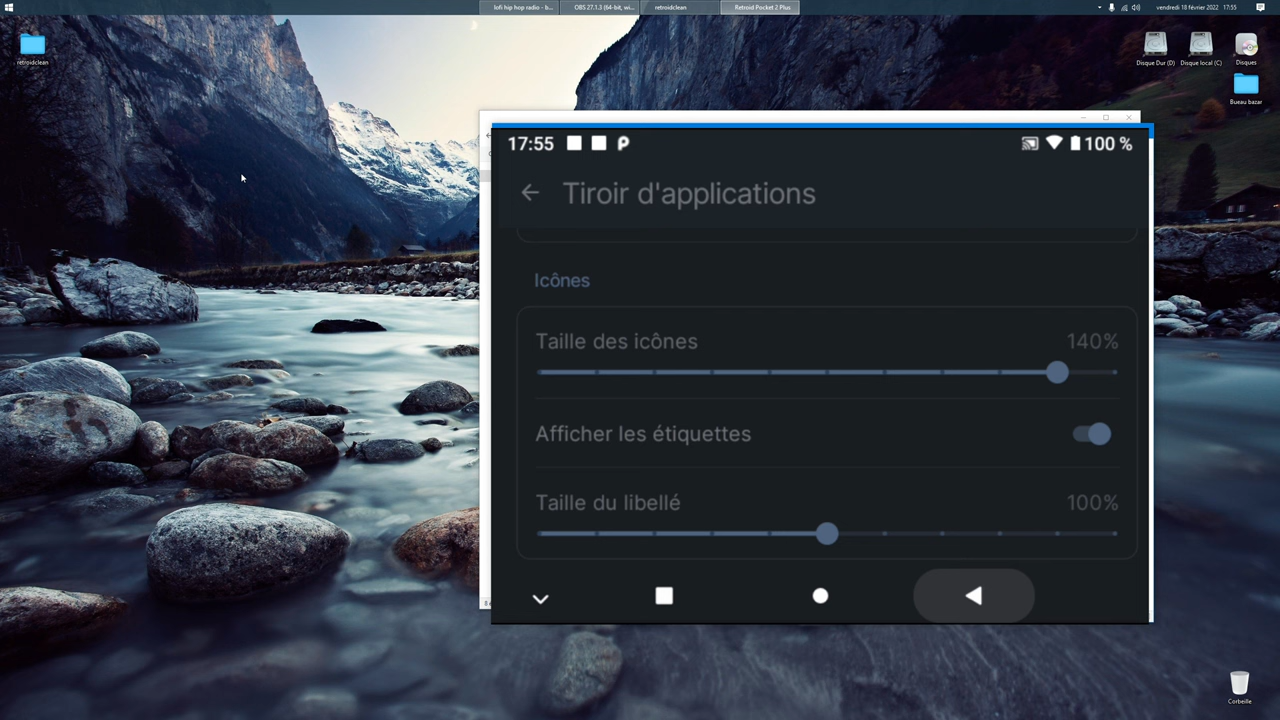 lofi hip hop radio - b...
OBS 27.1.3 (64-bit, wi...
retroidclean
Retroid Pocket 2 Plus
vendredi 18 février 2022
17:55
retroidclean
Disque Dur (D)
Disque local (C)
Disques
Bueau bazar
17:55
100 %
Tiroir d'applications
Icônes
Taille des icônes
140%
Afficher les étiquettes
Taille du libellé
100%
Corbeille